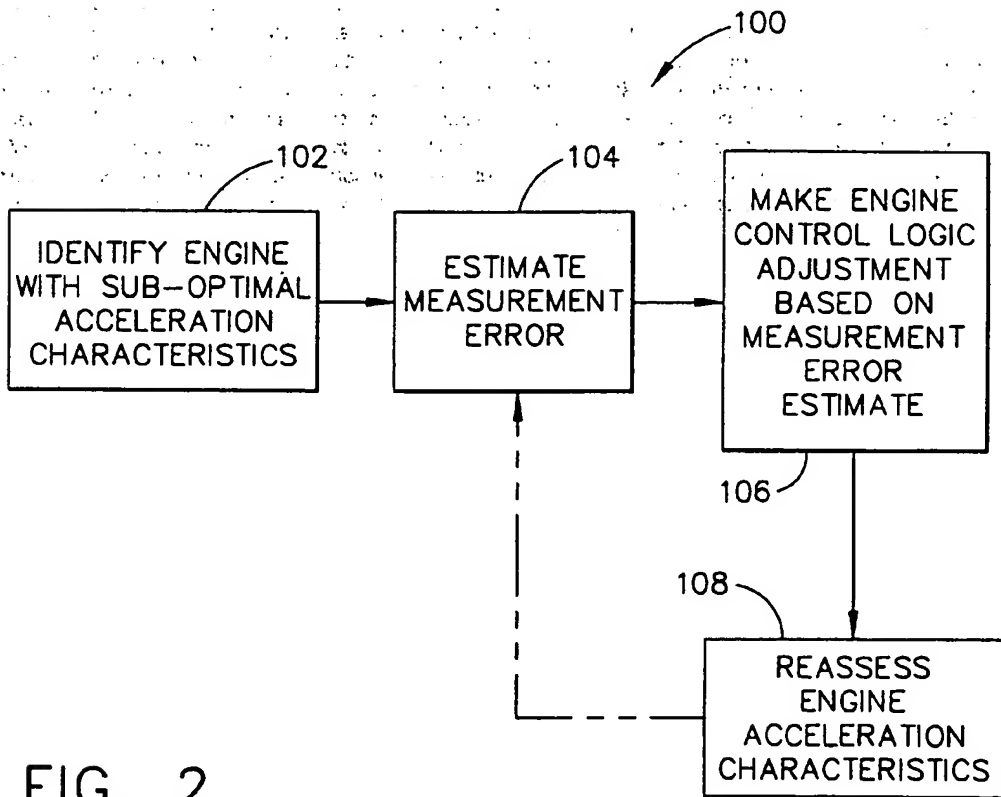 100
102
IDENTIFY ENGINE
WITH SUB-OPTIMAL
ACCELERATION
CHARACTERISTICS
104
ESTIMATE
MEASUREMENT
ERROR
MAKE ENGINE
CONTROL LOGIC
ADJUSTMENT
BASED ON
MEASUREMENT
ERROR
ESTIMATE
106
108
REASSESS
ENGINE
ACCELERATION
CHARACTERISTICS
FIG. 2